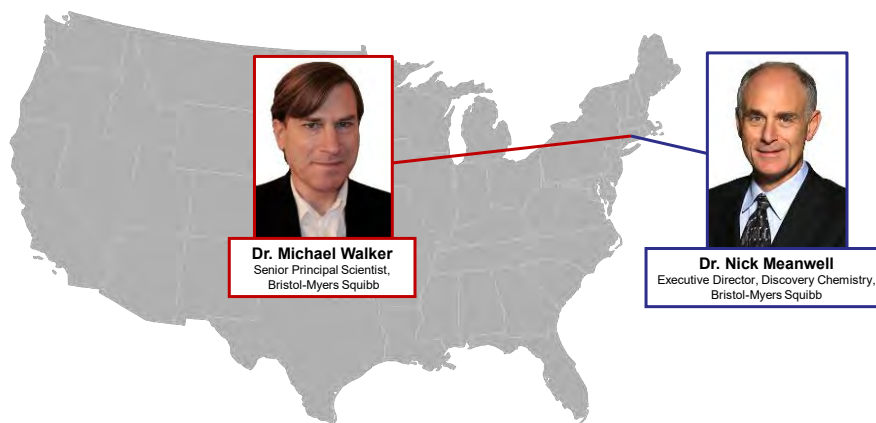 Dr. Michael Walker
Senior Principal Scientist,
Bristol-Myers Squibb
Dr. Nick Meanwell
Executive Director, Discovery Chemistry,
Bristol-Myers Squibb